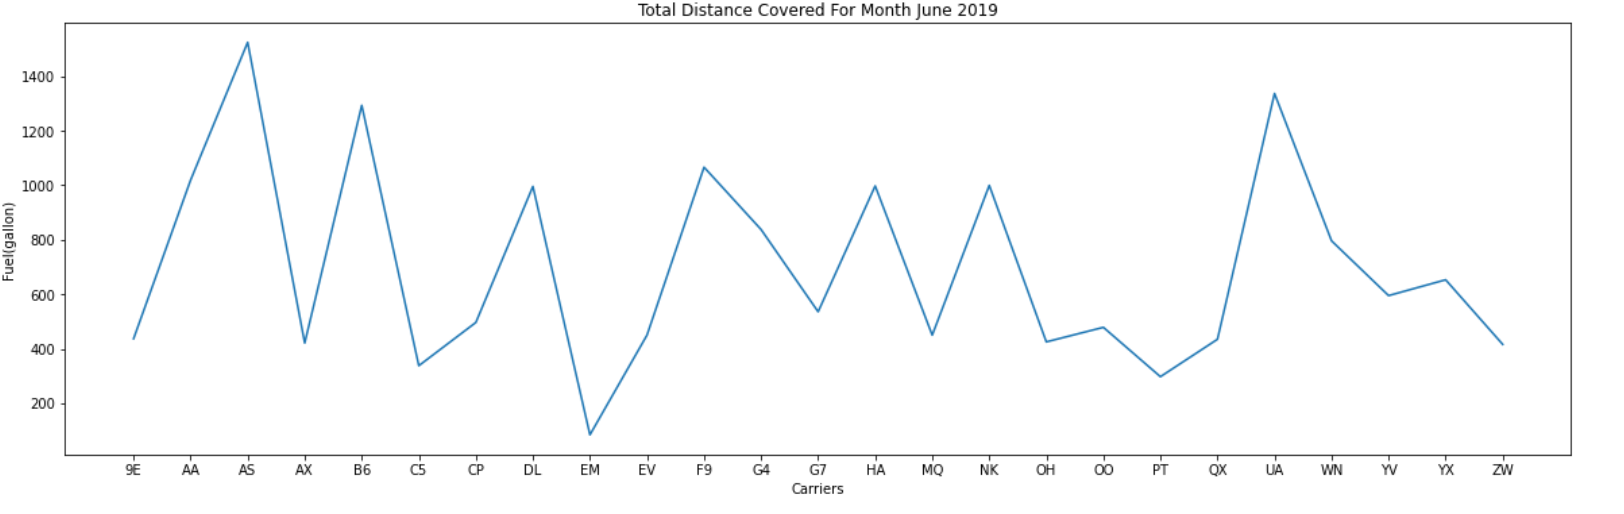 Total Distance Covered For Month June 2019
Fuel(gallon)
1400
1200
1000
800
600
400
200
9E AA AS AX B6 C5 CP DL EM EV F9 G4 G7 HA MQ NK OH OO PT QX UA WN YV YX ZW
Carriers